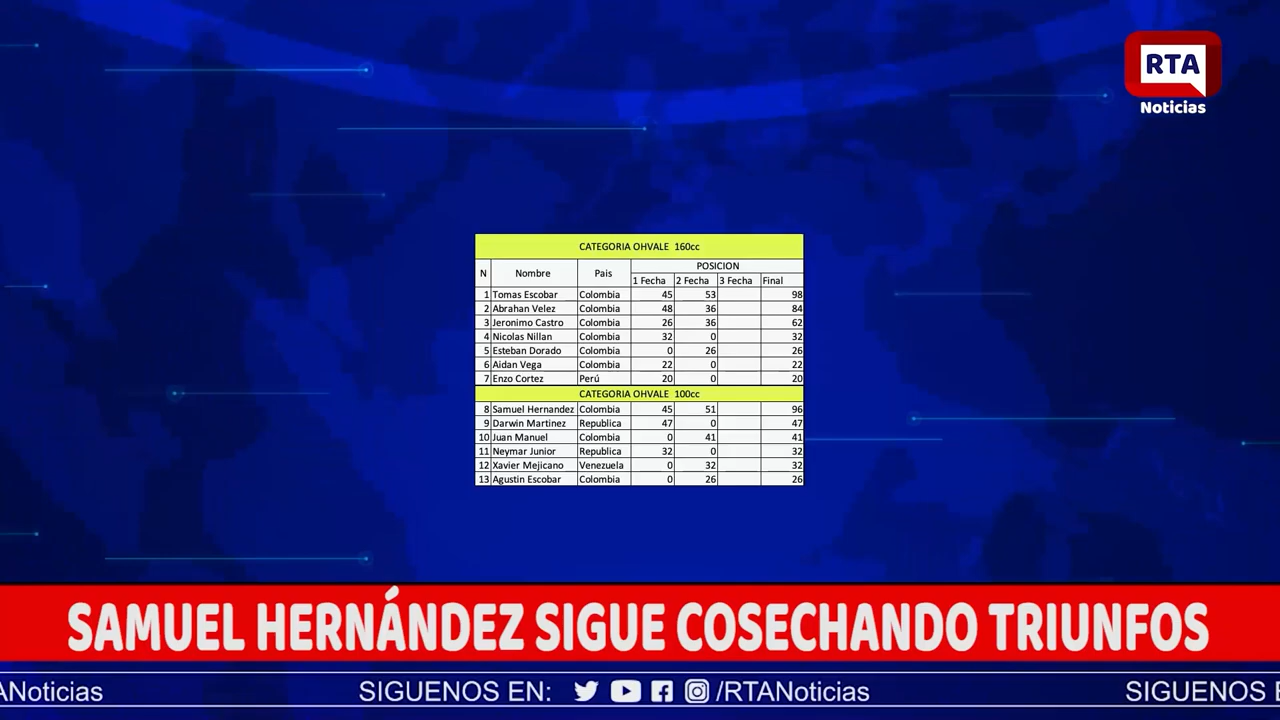 RTA
Noticias
CATEGORIA OHVALE 160cc
N Nombre Pais POSICION
1 Fecha 2 Fecha 3 Fecha Final
1 Tomas Escobar Colombia 45 53 98
2 Abrahan Velez Colombia 48 36 84
3 Jeronimo Castro Colombia 26 36 62
4 Nicolas Nillan Colombia 32 0 32
5 Esteban Dorado Colombia 0 26 26
6 Aidan Vega Colombia 22 0 22
7 Enzo Cortez Perú 20 0 20
CATEGORIA OHVALE 100cc
8 Samuel Hernandez Colombia 45 51 96
9 Darwin Martinez Republica 47 0 47
10 Juan Manuel Colombia 0 41 41
11 Neymar Junior Republica 32 0 32
12 Xavier Mejicano Venezuela 0 32 32
13 Agustin Escobar Colombia 0 26 26
SAMUEL HERNÁNDEZ SIGUE COSECHANDO TRIUNFOS
ANoticias SIGUENOS EN: /RTANoticias SIGUENOS E